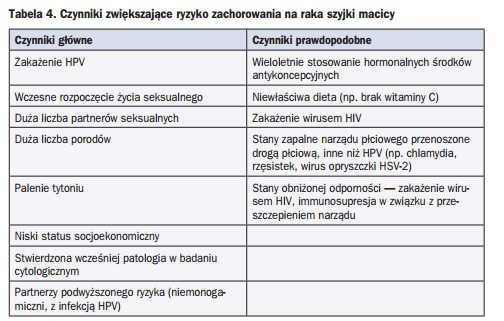 Tabela 4. Czynniki zwiększające ryzyko zachorowania na raka szyjki macicy
Czynniki główne
Czynniki prawdopodobne
Zakażenie HPV
Wieloletnie stosowanie hormonalnych środków
antykoncepcyjnych
Wczesne rozpoczęcie życia seksualnego
Niewłaściwa dieta (np. brak witaminy C)
Duża liczba partnerów seksualnych
Zakażenie wirusem HIV
Duża liczba porodów
Stany zapalne narządu płciowego przenoszone
drogą płciową, inne niż HPV (np. chlamydia,
rzęsistek, wirus opryszczki HSV-2)
Palenie tytoniu
Stany obniżonej odporności — zakażenie wiru-
sem HIV, immunosupresja w związku z prze-
szczepieniem narządu
Niski status socjoekonomiczny
Stwierdzona wcześniej patologia w badaniu
cytologicznym
Partnerzy podwyższonego ryzyka (niemonoga-
miczni, z infekcją HPV)